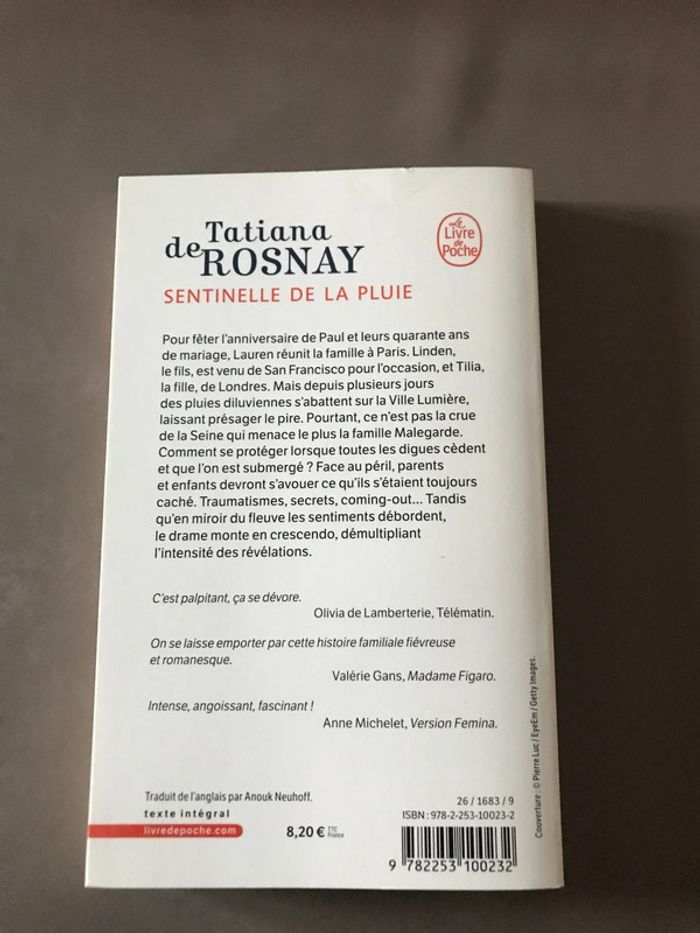 Tatiana
de ROSNAY
Le
Livre
de
Poche
SENTINELLE DE LA PLUIE
Pour fêter l'anniversaire de Paul et leurs quarante ans
de mariage, Lauren réunit la famille à Paris. Linden,
le fils, est venu de San Francisco pour l'occasion, et Tilia,
la fille, de Londres. Mais depuis plusieurs jours
des pluies diluviennes s'abattent sur la Ville Lumière,
laissant présager le pire. Pourtant, ce n'est pas la crue
de la Seine qui menace le plus la famille Malegarde.
Comment se protéger lorsque toutes les digues cèdent
et que l'on est submergé ? Face au péril, parents
et enfants devront s'avouer ce qu'ils s'étaient toujours
caché. Traumatismes, secrets, coming-out... Tandis
qu'en miroir du fleuve les sentiments débordent,
le drame monte en crescendo, démultipliant
l'intensité des révélations.
C'est palpitant, ça se dévore.
Olivia de Lamberterie, Télématin.
On se laisse emporter par cette histoire familiale fiévreuse
et romanesque.
Valérie Gans, Madame Figaro.
Intense, angoissant, fascinant !
Anne Michelet, Version Femina.
Couverture : © Pierre Luc / EyeEm / Getty Images.
Traduit de l'anglais par Anouk Neuhoff.
texte intégral
livredepoche.com
8,20 € TTC
France
26 / 1683 / 9
ISBN : 978-2-253-10023-2
9 782253 100232